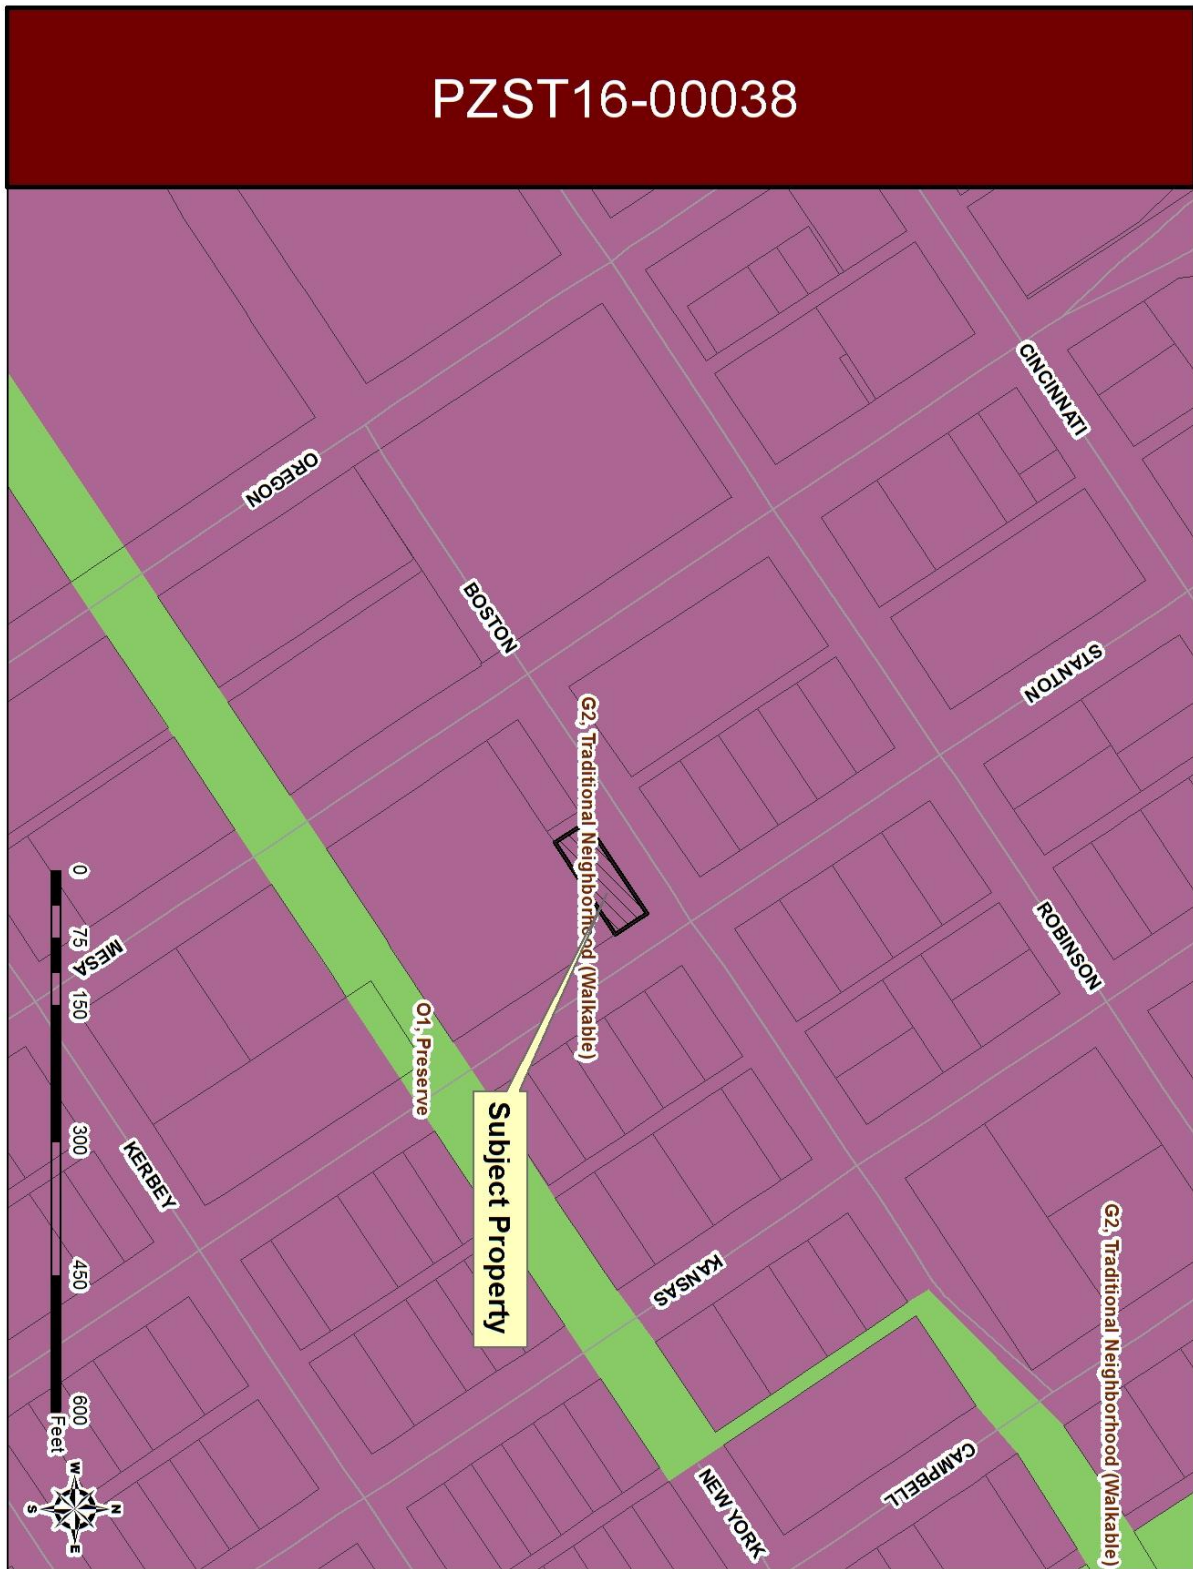 PZST16-00038
CINCINNATI
OREGON
BOSTON
STANTON
G2, Traditional Neighborhood (Walkable)
ROBINSON
MESA
O1, Preserve
Subject Property
KERBEY
KANSAS
G2, Traditional Neighborhood (Walkable)
CAMPBELL
NEW YORK
0 75 150 300 450 600
Feet
N
W
E
S